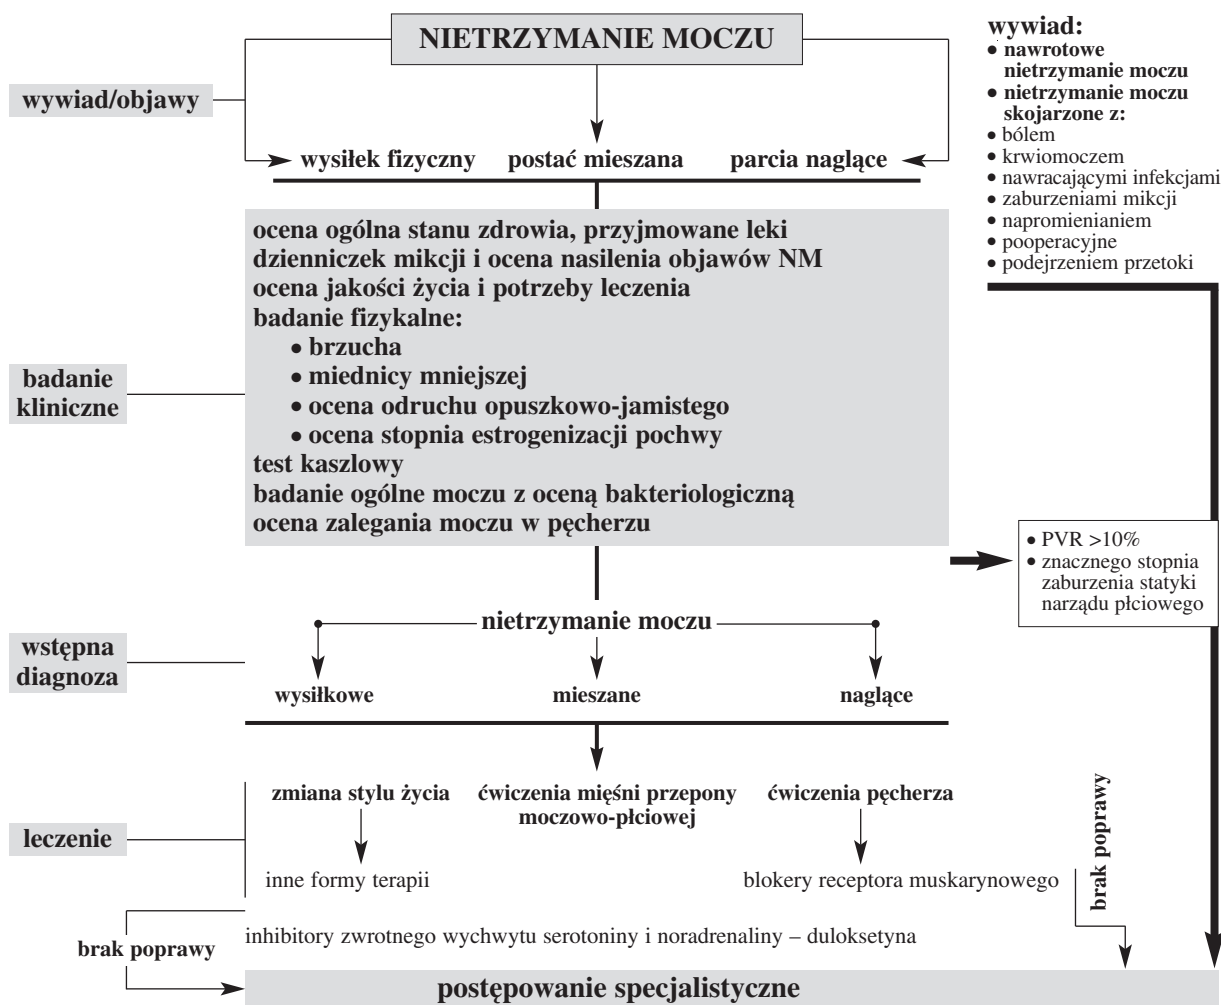 NIETRZYMANIE MOCZU
wywiad/objawy
wysiłek fizyczny
postać mieszana
parcia naglące
wywiad:
• nawrotowe
nietrzymanie moczu
• nietrzymanie moczu
skojarzone z:
• bólem
• krwiomoczem
• nawracającymi infekcjami
• zaburzeniami mikcji
• napromienianiem
• pooperacyjne
• podejrzeniem przetoki
badanie
kliniczne
ocena ogólna stanu zdrowia, przyjmowane leki
dzienniczek mikcji i ocena nasilenia objawów NM
ocena jakości życia i potrzeby leczenia
badanie fizykalne:
• brzucha
• miednicy mniejszej
• ocena odruchu opuszkowo-jamistego
• ocena stopnia estrogenizacji pochwy
test kaszlowy
badanie ogólne moczu z oceną bakteriologiczną
ocena zalegania moczu w pęcherzu
• PVR >10%
• znacznego stopnia
zaburzenia statyki
narządu płciowego
wstępna
diagnoza
nietrzymanie moczu
wysiłkowe
mieszane
naglące
leczenie
zmiana stylu życia
ćwiczenia mięśni przepony
moczowo-płciowej
ćwiczenia pęcherza
inne formy terapii
blokery receptora muskarynowego
brak poprawy
brak poprawy
inhibitory zwrotnego wychwytu serotoniny i noradrenaliny – duloksetyna
postępowanie specjalistyczne